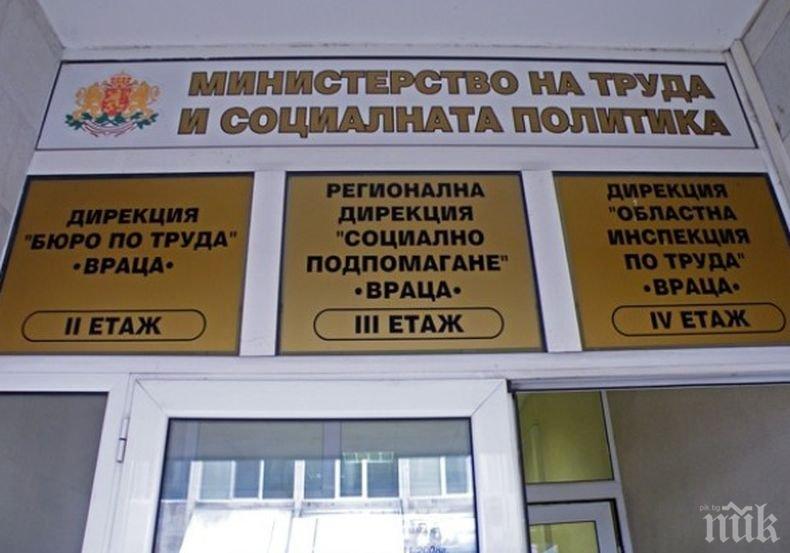 МИНИСТЕРСТВО НА ТРУДА
И СОЦИАЛНАТА ПОЛИТИКА
ДИРЕКЦИЯ
"БЮРО ПО ТРУДА"
•ВРАЦА•
II ЕТАЖ
РЕГИОНАЛНА
ДИРЕКЦИЯ
"СОЦИАЛНО
ПОДПОМАГАНЕ"
•ВРАЦА•
III ЕТАЖ
ДИРЕКЦИЯ
"ОБЛАСТНА
ИНСПЕКЦИЯ
ПО ТРУДА"
•ВРАЦА•
IV ЕТАЖ
pik.bg
пик